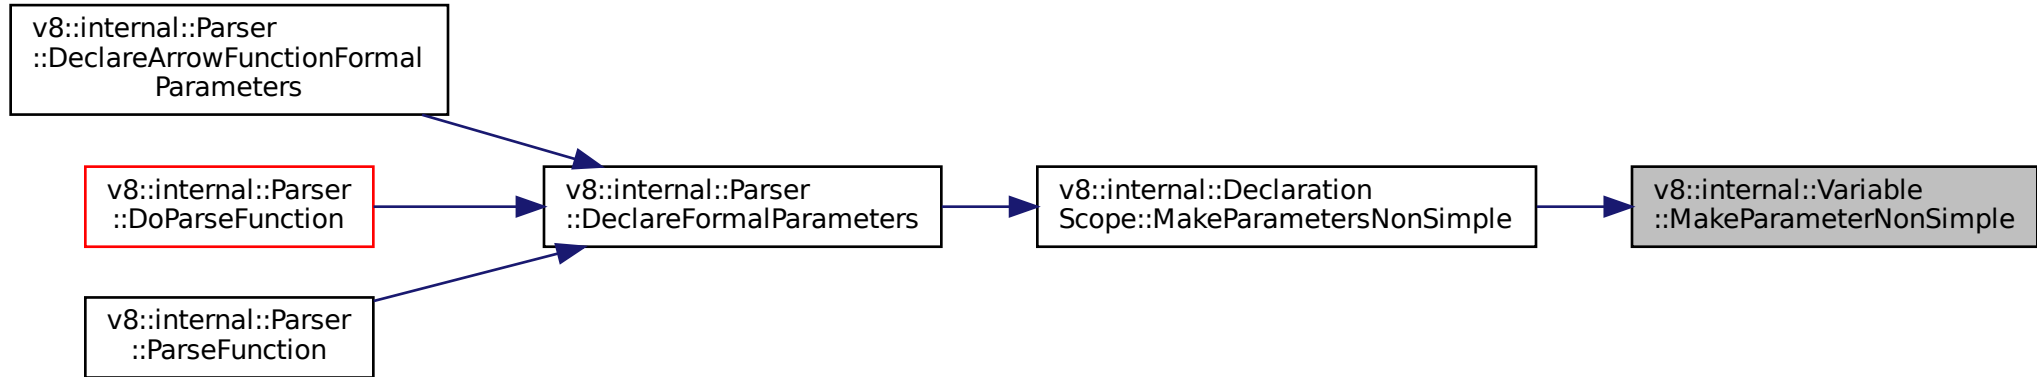 v8::internal::Parser
::DeclareArrowFunctionFormal
Parameters
v8::internal::Parser
::DoParseFunction
v8::internal::Parser
::ParseFunction
v8::internal::Parser
::DeclareFormalParameters
v8::internal::Declaration
Scope::MakeParametersNonSimple
v8::internal::Variable
::MakeParameterNonSimple